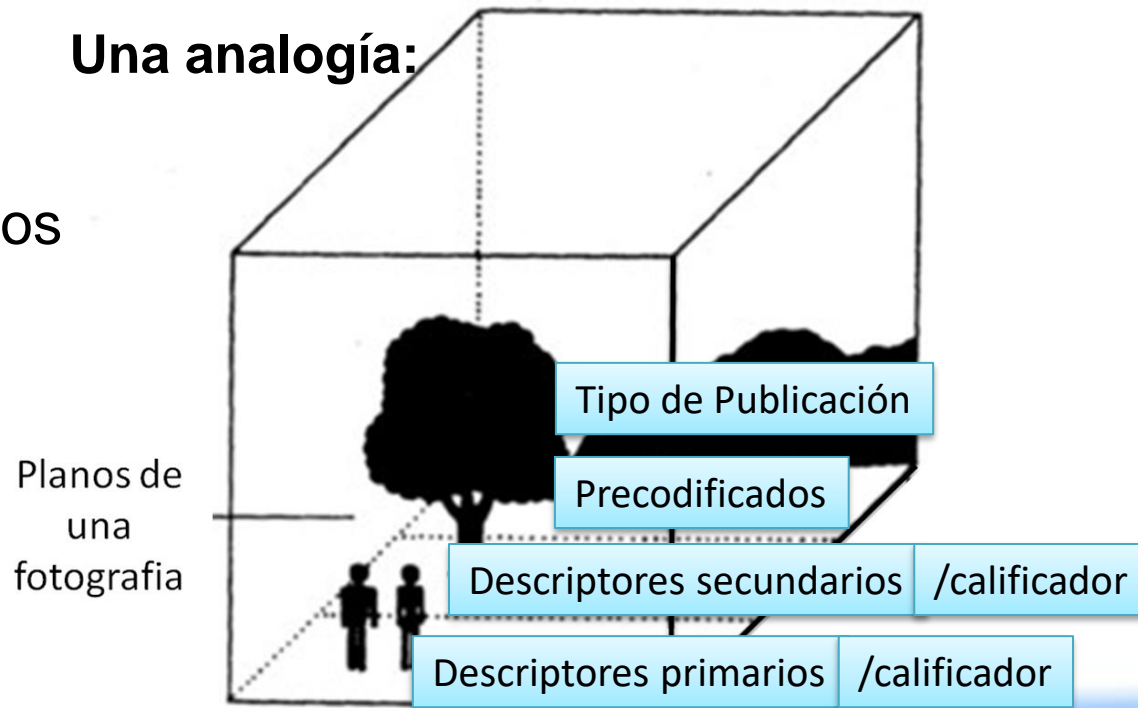 Una analogía:
os
Tipo de Publicación
Precodificados
Planos de
una
fotografia
Descriptores secundarios /calificador
Descriptores primarios /calificador